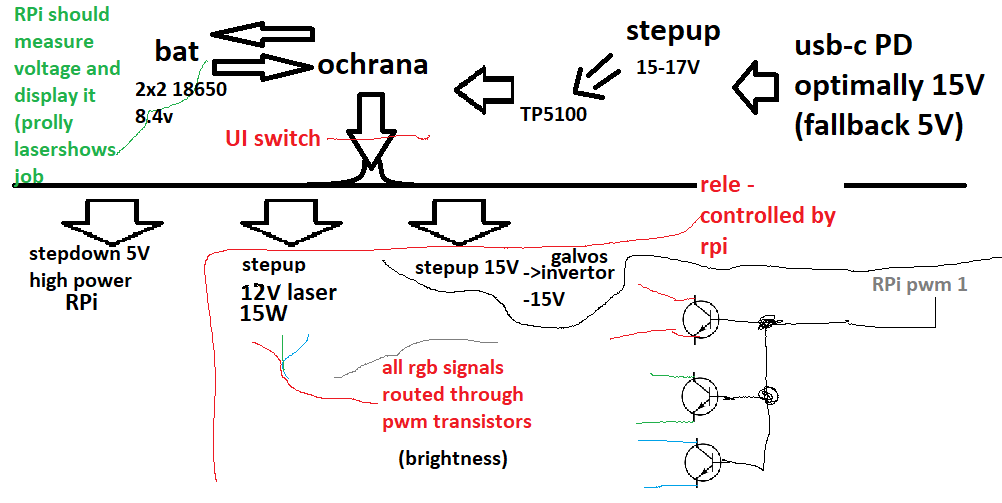 RPi should
measure
voltage and
display it
(prolly
lasershows
job
bat
2x2 18650
8.4v
ochrana
UI switch
TP5100
stepup
15-17V
usb-c PD
optimally 15V
(fallback 5V)
rele -
controlled by
rpi
stepdown 5V
high power
RPi
stepup
12V laser
15W
stepup 15V
galvos
->invertor
-15V
RPi pwm 1
all rgb signals
routed through
pwm transistors
(brightness)